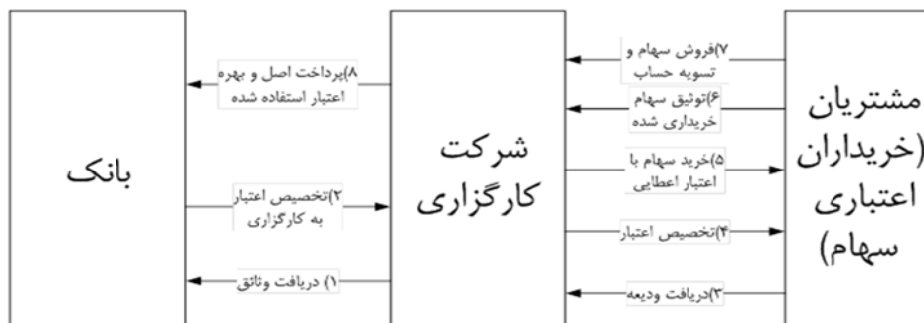 مشتریان
(خریداران
اعتباری
سهام)
۷)فروش سهام و
تسویه حساب
۶)توثیق سهام
خریداری شده
۵)خرید سهام با
اعتبار اعطایی
۴)تخصیص اعتبار
۳)دریافت ودیعه
شرکت
کارگزاری
۸)پرداخت اصل و بهره
اعتبار استفاده شده
۲)تخصیص اعتبار
به کارگزاری
۱) دریافت وثائق
بانک